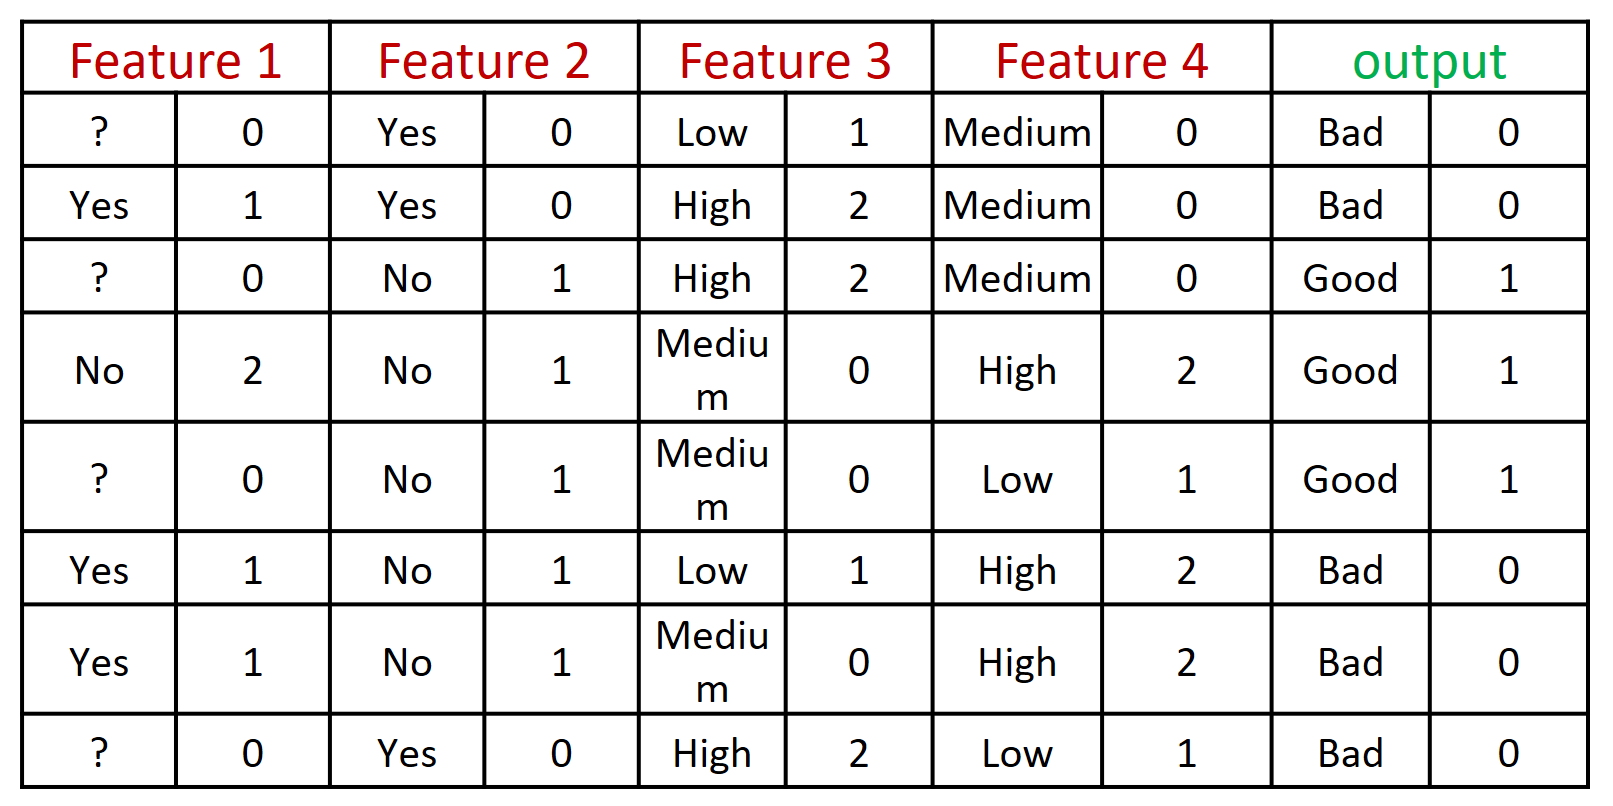 Feature 1 Feature 2 Feature 3 Feature 4 output
? 0 Yes 0 Low 1 Medium 0 Bad 0
Yes 1 Yes 0 High 2 Medium 0 Bad 0
? 0 No 1 High 2 Medium 0 Good 1
No 2 No 1 Mediu
m 0 High 2 Good 1
? 0 No 1 Mediu
m 0 Low 1 Good 1
Yes 1 No 1 Low 1 High 2 Bad 0
Yes 1 No 1 Mediu
m 0 High 2 Bad 0
? 0 Yes 0 High 2 Low 1 Bad 0